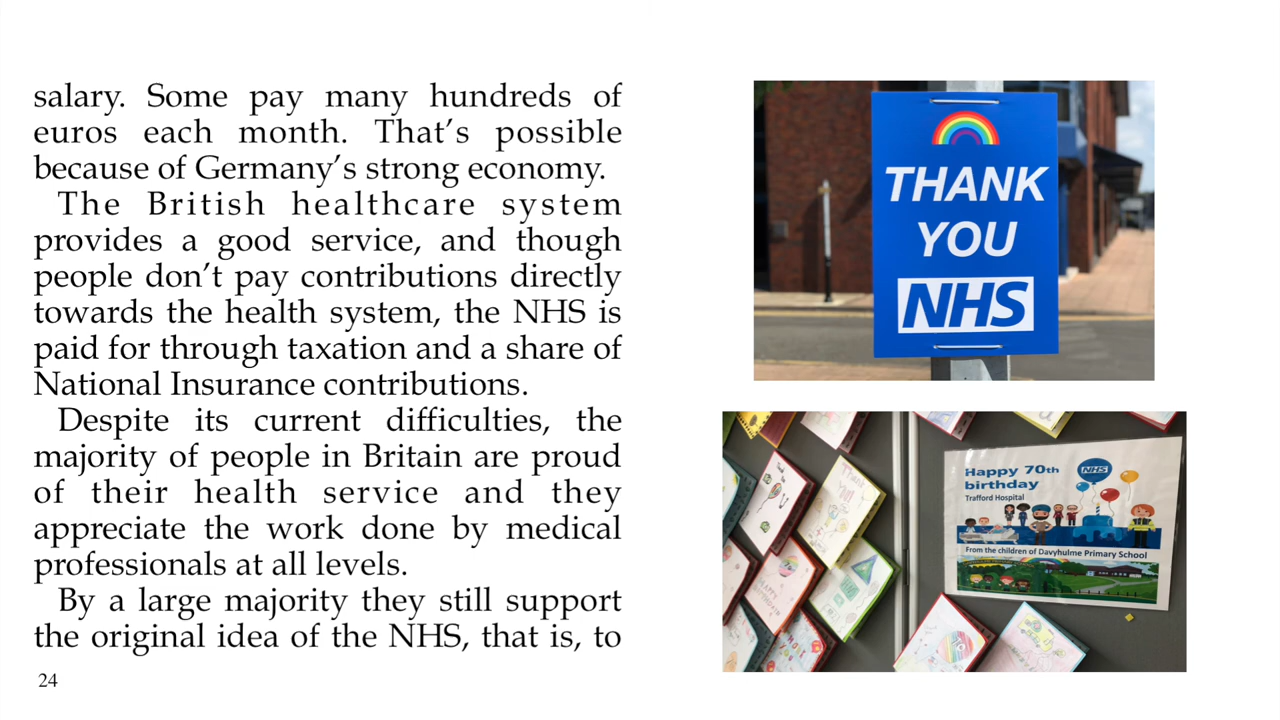 salary. Some pay many hundreds of
euros each month. That’s possible
because of Germany’s strong economy.
The British healthcare system
provides a good service, and though
people don’t pay contributions directly
towards the health system, the NHS is
paid for through taxation and a share of
National Insurance contributions.
Despite its current difficulties, the
majority of people in Britain are proud
of their health service and they
appreciate the work done by medical
professionals at all levels.
By a large majority they still support
the original idea of the NHS, that is, to
24
THANK
YOU
NHS
Happy 70th
birthday
NHS
Trafford Hospital
From the children of Davyhulme Primary School
Thank
you